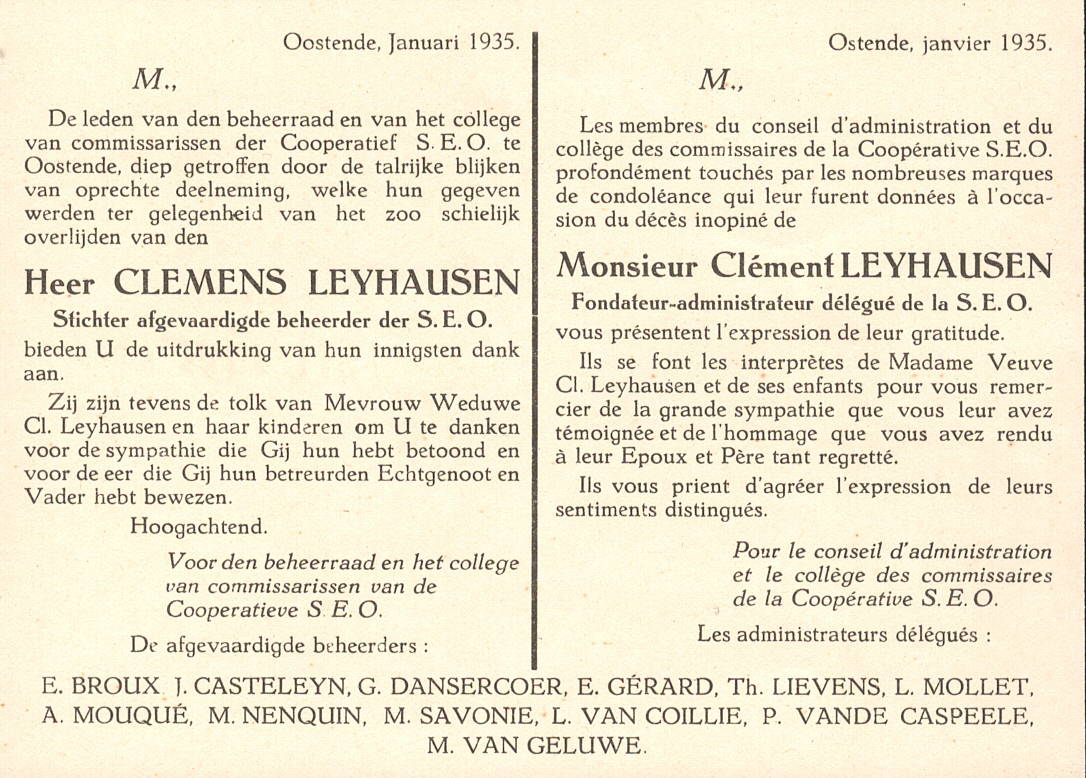 Oostende, Januari 1935.
M.,
De leden van den beheerraad en van het college
van commissarissen der Cooperatief S.E.O. te
Oostende, diep getroffen door de talrijke blijken
van oprechte deelneming, welke hun gegeven
werden ter gelegenheid van het zoo schielijk
overlijden van den
Heer CLEMENS LEYHAUSEN
Stichter afgevaardigde beheerder der S.E.O.
bieden U de uitdrukking van hun innigsten dank
aan.
Zij zijn tevens de tolk van Mevrouw Weduwe
Cl. Leyhausen en haar kinderen om U te danken
voor de sympathie die Gij hun hebt betoond en
voor de eer die Gij hun betreurden Echtgenoot en
Vader hebt bewezen.
Hoogachtend.
Voor den beheerraad en het college
van commissarissen van de
Cooperatieve S.E.O.
De afgevaardigde beheerders :
Ostende, janvier 1935.
M.,
Les membres du conseil d'administration et du
collège des commissaires de la Coopérative S.E.O.
profondément touchés par les nombreuses marques
de condoléance qui leur furent données à l'occa-
sion du décès inopiné de
Monsieur Clément LEYHAUSEN
Fondateur-administrateur délégué de la S.E.O.
vous présentent l'expression de leur gratitude.
Ils se font les interprètes de Madame Veuve
Cl. Leyhausen et de ses enfants pour vous remer-
cier de la grande sympathie que vous leur avez
témoignée et de l'hommage que vous avez rendu
à leur Epoux et Père tant regretté.
Ils vous prient d'agréer l'expression de leurs
sentiments distingués.
Pour le conseil d'administration
et le collège des commissaires
de la Coopérative S.E.O.
Les administrateurs délégués :
E. BROUX J. CASTELEYN, G. DANSERCOER, E. GÉRARD, Th. LIEVENS, L. MOLLET,
A. MOUQUÉ, M. NENQUIN, M. SAVONIE, L. VAN COILLIE, P. VANDE CASPEELE,
M. VAN GELUWE.